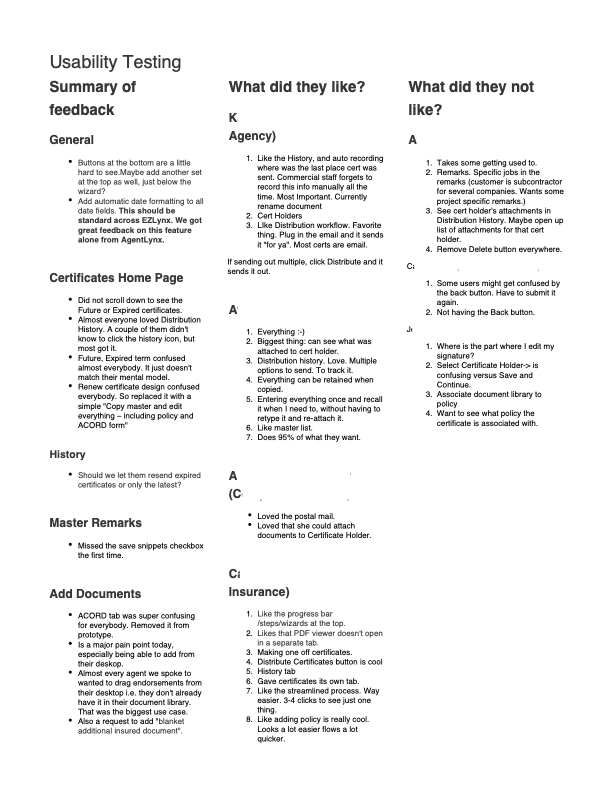 Usability Testing
Summary of
feedback
General
• Buttons at the bottom are a little
hard to see.Maybe add another set
at the top as well, just below the
wizard?
• Add automatic date formatting to all
date fields. This should be
standard across EZLynx. We got
great feedback on this feature
alone from AgentLynx.
Certificates Home Page
• Did not scroll down to see the
Future or Expired certificates.
• Almost everyone loved Distribution
History. A couple of them didn't
know to click the history icon, but
most got it.
• Future, Expired term confused
almost everybody. It just doesn't
match their mental model.
• Renew certificate design confused
everybody. So replaced it with a
simple "Copy master and edit
everything – including policy and
ACORD form"
History
• Should we let them resend expired
certificates or only the latest?
Master Remarks
• Missed the save snippets checkbox
the first time.
Add Documents
• ACORD tab was super confusing
for everybody. Removed it from
prototype.
• Is a major pain point today,
especially being able to add from
their deskop.
• Almost every agent we spoke to
wanted to drag endorsements from
their desktop i.e. they don't already
have it in their document library.
That was the biggest use case.
• Also a request to add "blanket
additional insured document".
What did they like?
K
Agency)
1. Like the History, and auto recording
where was the last place cert was
sent. Commercial staff forgets to
record this info manually all the
time. Most Important. Currently
rename document
2. Cert Holders
3. LIke Distribution workflow. Favorite
thing. Plug in the email and it sends
it "for ya". Most certs are email.
If sending out multiple, click Distribute and it
sends it out.
A
1. Everything :-)
2. Biggest thing: can see what was
attached to cert holder.
3. Distribution history. Love. Multiple
options to send. To track it.
4. Everything can be retained when
copied.
5. Entering everything once and recall
it when I need to, without having to
retype it and re-attach it.
6. Like master list.
7. Does 95% of what they want.
A
(C
• Loved the postal mail.
• Loved that she could attach
documents to Certificate Holder.
Ca
Insurance)
1. Like the progress bar
/steps/wizards at the top.
2. Likes that PDF viewer doesn't open
in a separate tab.
3. Making one off certificates.
4. Distribute Certificates button is cool
5. History tab
6. Gave certificates its own tab.
7. Like the streamlined process. Way
easier. 3-4 clicks to see just one
thing.
8. Like adding policy is really cool.
Looks a lot easier flows a lot
quicker.
What did they not
like?
A
1. Takes some getting used to.
2. Remarks. Specific jobs in the
remarks (customer is subcontractor
for several companies. Wants some
project specific remarks.)
3. See cert holder's attachments in
Distribution History. Maybe open up
list of attachments for that cert
holder.
4. Remove Delete button everywhere.
Ca
1. Some users might get confused by
the back button. Have to submit it
again.
2. Not having the Back button.
Je
1. Where is the part where I edit my
signature?
2. Select Certificate Holder-> is
confusing versus Save and
Continue.
3. Associate document library to
policy
4. Want to see what policy the
certificate is associated with.